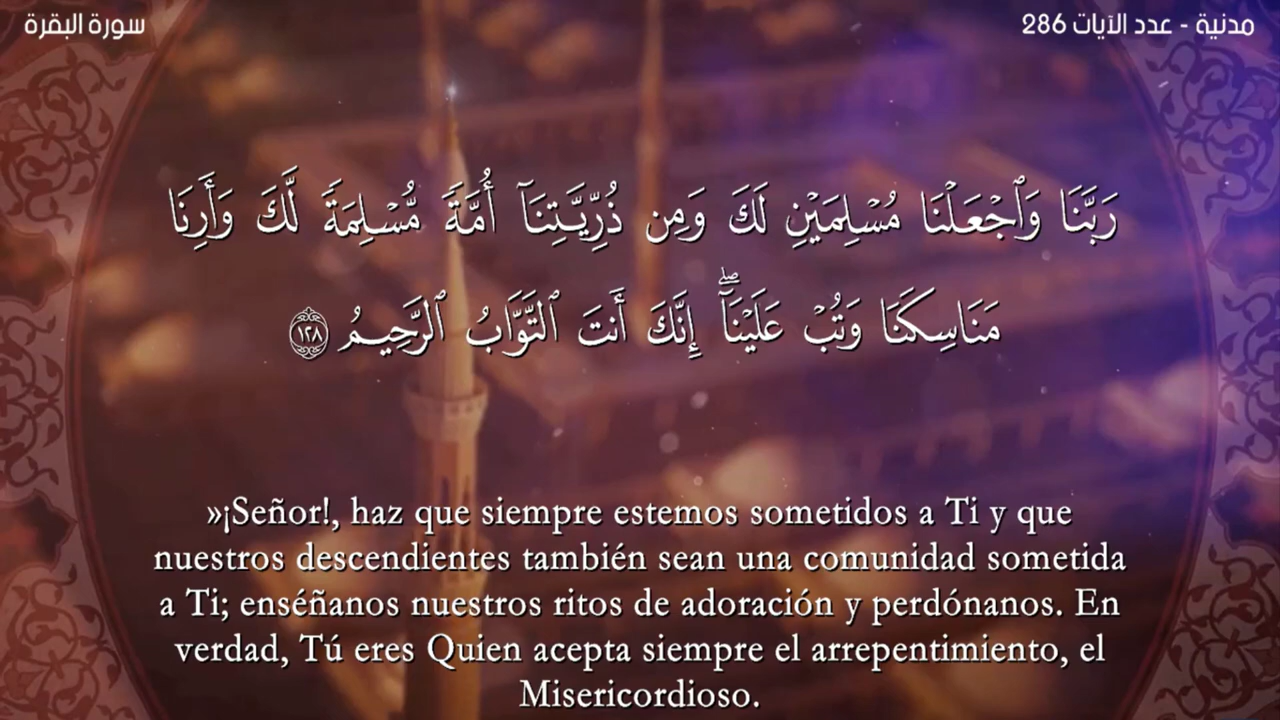 سورة البقرة
مدنية - عدد الآيات 286
رَبَّنَا وَٱجْعَلْنَا مُسْلِمَيْنِ لَكَ وَمِن ذُرِّيَّتِنَآ أُمَّةً مُّسْلِمَةً لَّكَ وَأَرِنَا
مَنَاسِكَنَا وَتُبْ عَلَيْنَآ ۖ إِنَّكَ أَنتَ ٱلتَّوَّابُ ٱلرَّحِيمُ ١٢٨
»¡Señor!, haz que siempre estemos sometidos a Ti y que
nuestros descendientes también sean una comunidad sometida
a Ti; enséñanos nuestros ritos de adoración y perdónanos. En
verdad, Tú eres Quien acepta siempre el arrepentimiento, el
Misericordioso.